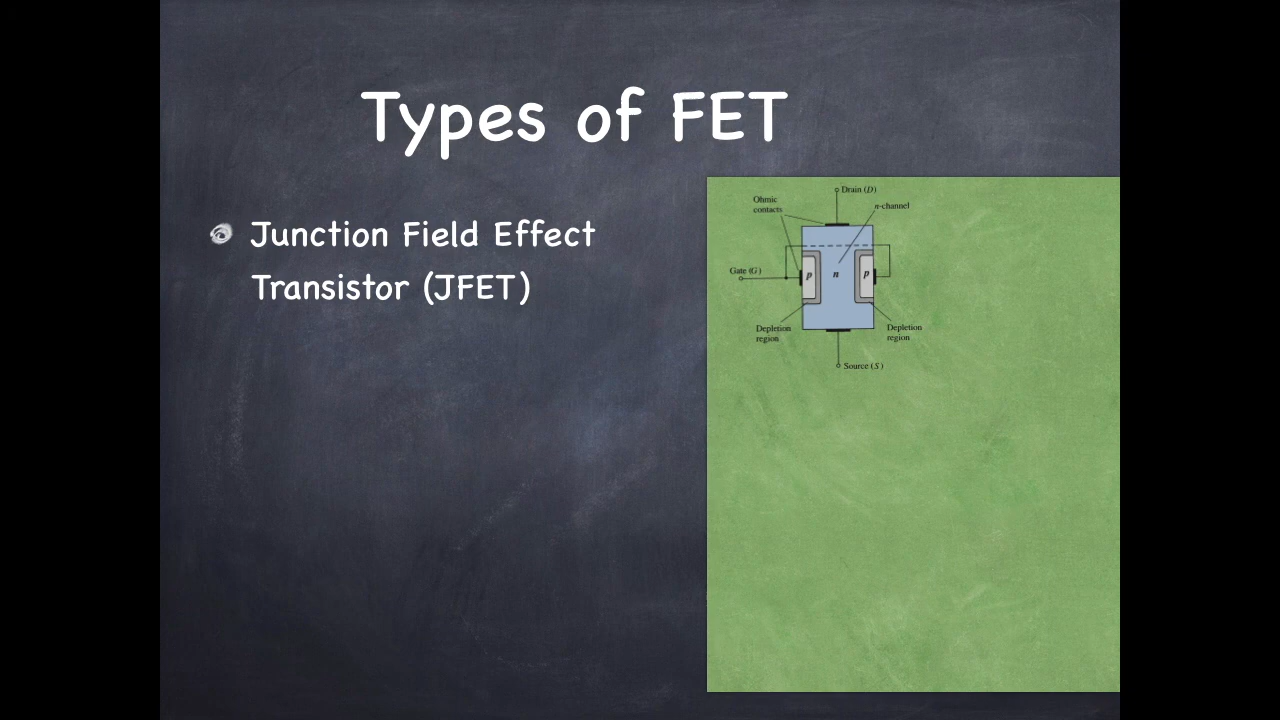 Types of FET
Junction Field Effect
Transistor (JFET)
Drain (D)
Ohmic
contacts
n-channel
Gate (G)
p
n
p
Depletion
region
Depletion
region
Source (S)